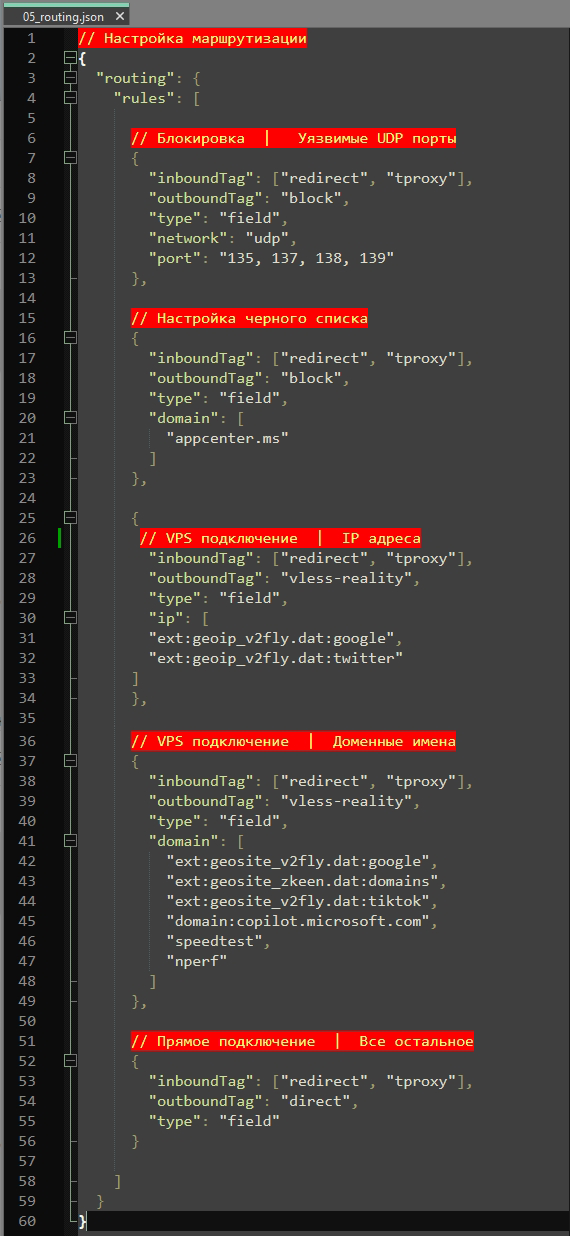 05_routing.json
1 // Настройка маршрутизации
2 {
3 "routing": {
4 "rules": [
5
6 // Блокировка | Уязвимые UDP порты
7 {
8 "inboundTag": ["redirect", "tproxy"],
9 "outboundTag": "block",
10 "type": "field",
11 "network": "udp",
12 "port": "135, 137, 138, 139"
13 },
14
15 // Настройка черного списка
16 {
17 "inboundTag": ["redirect", "tproxy"],
18 "outboundTag": "block",
19 "type": "field",
20 "domain": [
21 "appcenter.ms"
22 ]
23 },
24
25 {
26 // VPS подключение | IP адреса
27 "inboundTag": ["redirect", "tproxy"],
28 "outboundTag": "vless-reality",
29 "type": "field",
30 "ip": [
31 "ext:geoip_v2fly.dat:google",
32 "ext:geoip_v2fly.dat:twitter"
33 ]
34 },
35
36 // VPS подключение | Доменные имена
37 {
38 "inboundTag": ["redirect", "tproxy"],
39 "outboundTag": "vless-reality",
40 "type": "field",
41 "domain": [
42 "ext:geosite_v2fly.dat:google",
43 "ext:geosite_zkeen.dat:domains",
44 "ext:geosite_v2fly.dat:tiktok",
45 "domain:copilot.microsoft.com",
46 "speedtest",
47 "nperf"
48 ]
49 },
50
51 // Прямое подключение | Все остальное
52 {
53 "inboundTag": ["redirect", "tproxy"],
54 "outboundTag": "direct",
55 "type": "field"
56 }
57
58 ]
59 }
60 }